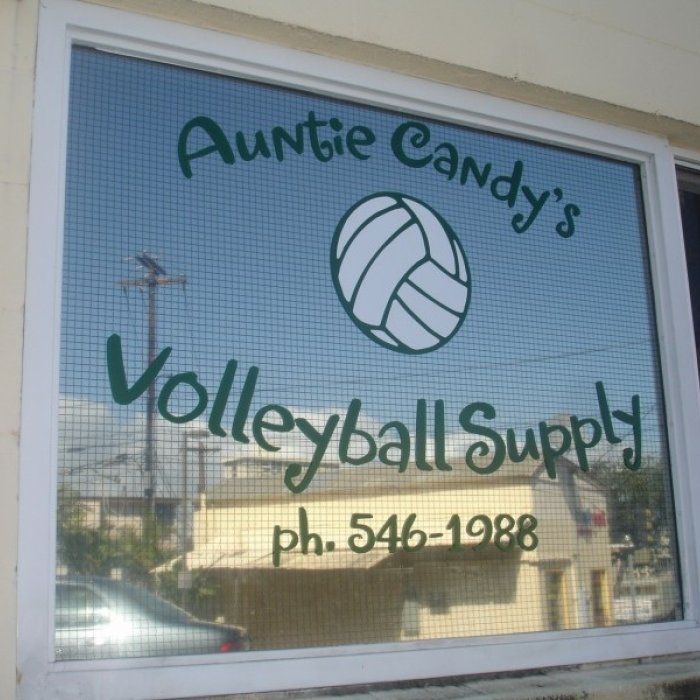 Auntie Candy's
Volleyball Supply
ph. 546-1988